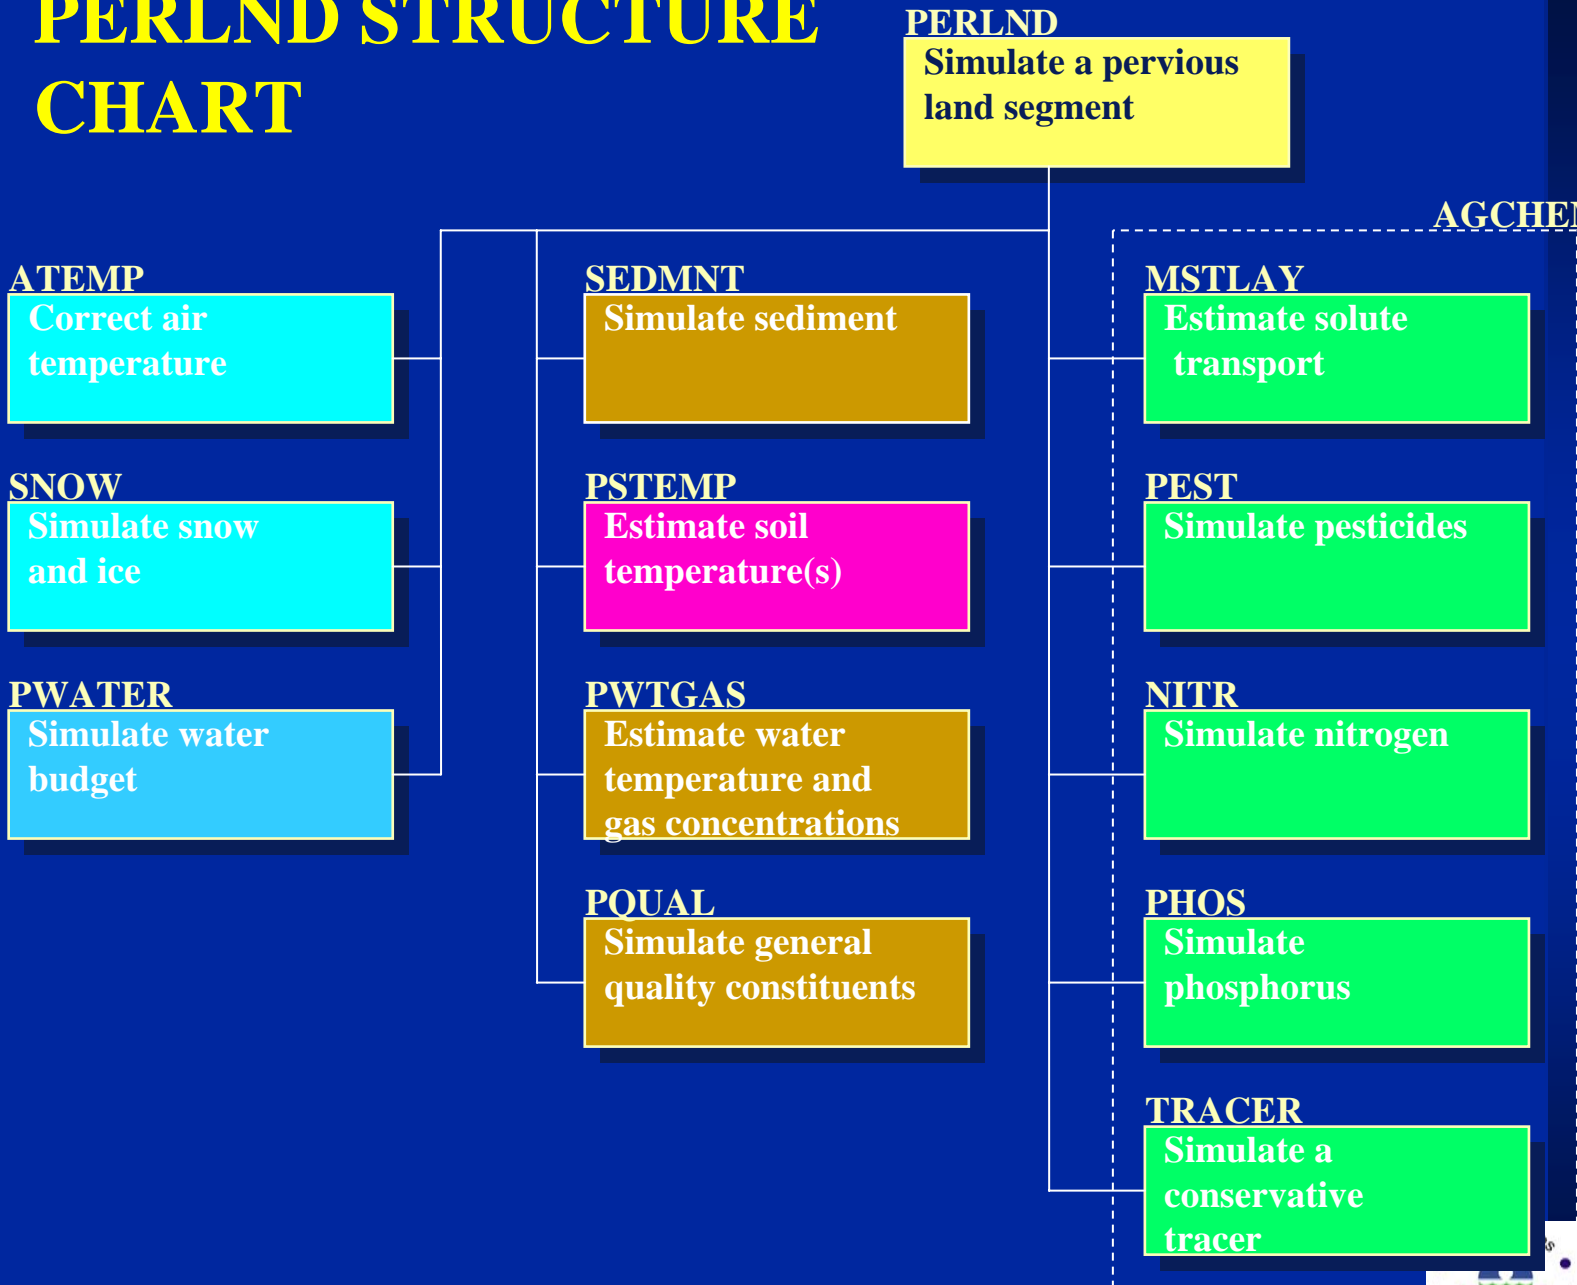 PERLND STRUCTURE
CHART
PERLND
Simulate a pervious
land segment
ATEMP
Correct air
temperature
SNOW
Simulate snow
and ice
PWATER
Simulate water
budget
SEDMNT
Simulate sediment
PSTEMP
Estimate soil
temperature(s)
PWTGAS
Estimate water
temperature and
gas concentrations
PQUAL
Simulate general
quality constituents
MSTLAY
Estimate solute
transport
PEST
Simulate pesticides
NITR
Simulate nitrogen
PHOS
Simulate
phosphorus
TRACER
Simulate a
conservative
tracer